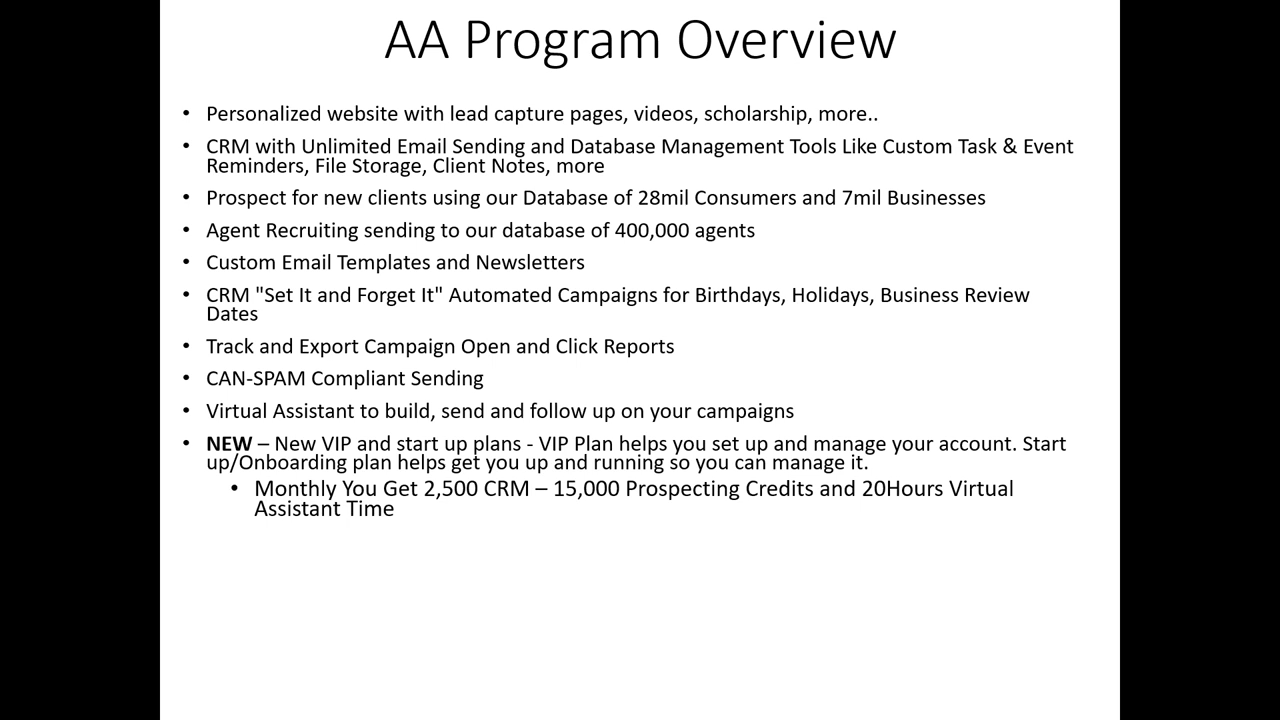 AA Program Overview
• Personalized website with lead capture pages, videos, scholarship, more..
• CRM with Unlimited Email Sending and Database Management Tools Like Custom Task & Event
Reminders, File Storage, Client Notes, more
• Prospect for new clients using our Database of 28mil Consumers and 7mil Businesses
• Agent Recruiting sending to our database of 400,000 agents
• Custom Email Templates and Newsletters
• CRM "Set It and Forget It" Automated Campaigns for Birthdays, Holidays, Business Review
Dates
• Track and Export Campaign Open and Click Reports
• CAN-SPAM Compliant Sending
• Virtual Assistant to build, send and follow up on your campaigns
• NEW – New VIP and start up plans - VIP Plan helps you set up and manage your account. Start
up/Onboarding plan helps get you up and running so you can manage it.
• Monthly You Get 2,500 CRM – 15,000 Prospecting Credits and 20Hours Virtual
Assistant Time